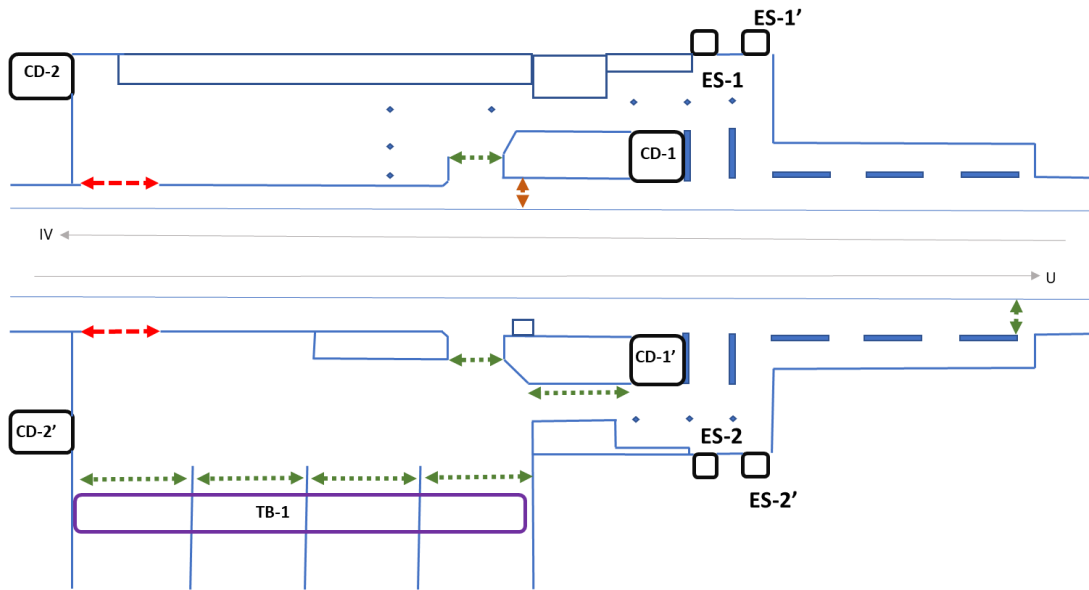 ES-1’
CD-2
ES-1
CD-1
IV
U
CD-1’
CD-2’
ES-2
ES-2’
TB-1